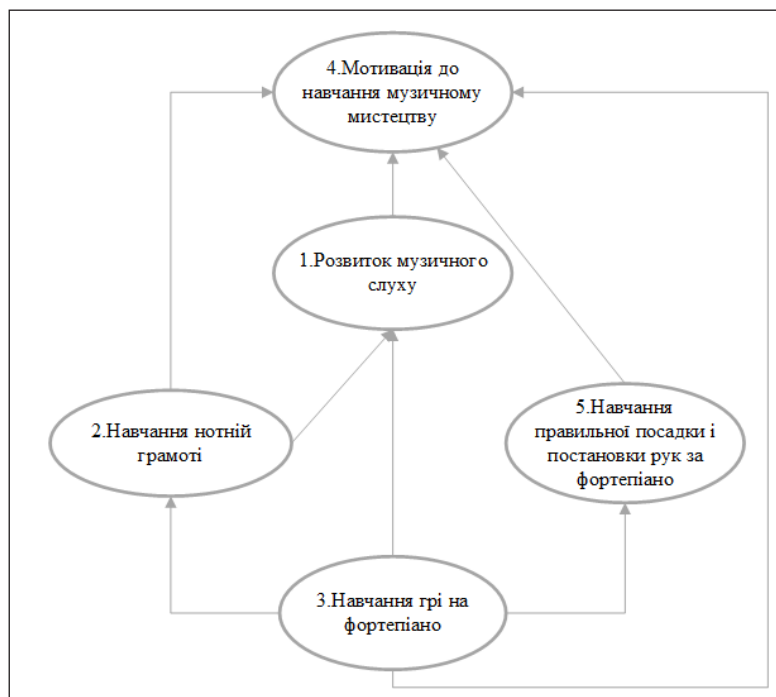 4.Мотивація до
навчання музичному
мистецтву
1.Розвиток музичного
слуху
2.Навчання нотній
грамоті
5.Навчання
правильної посадки і
постановки рук за
фортепіано
3.Навчання грі на
фортепіано